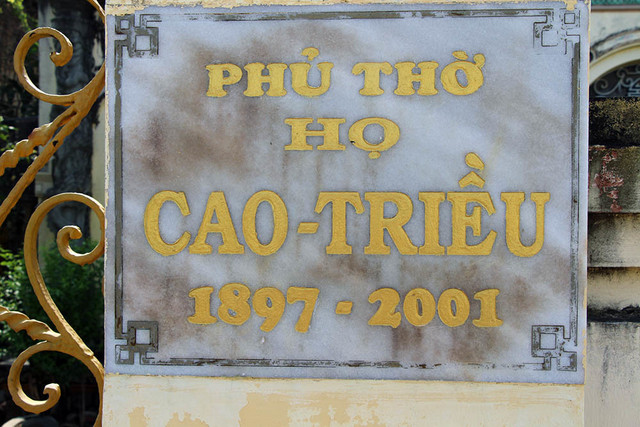 PHỦ THỜ
HỌ
CAO-TRIỀU
1897-2001